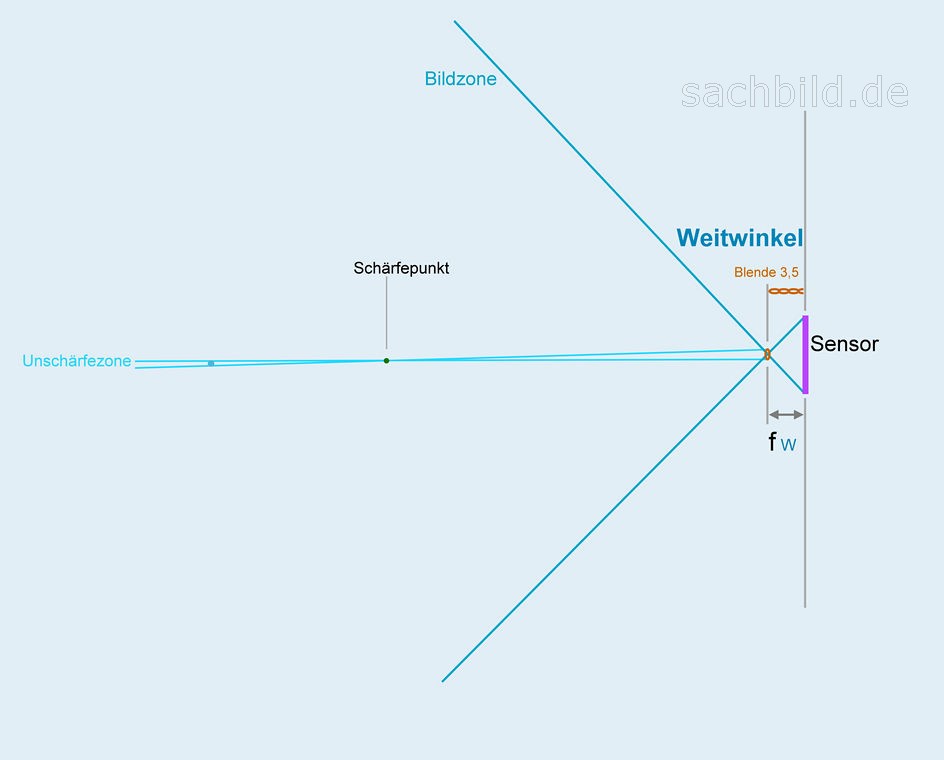 Bildzone
sachbild.de
Weitwinkel
Blende 3,5
Schärfepunkt
Sensor
Unschärfezone
f w